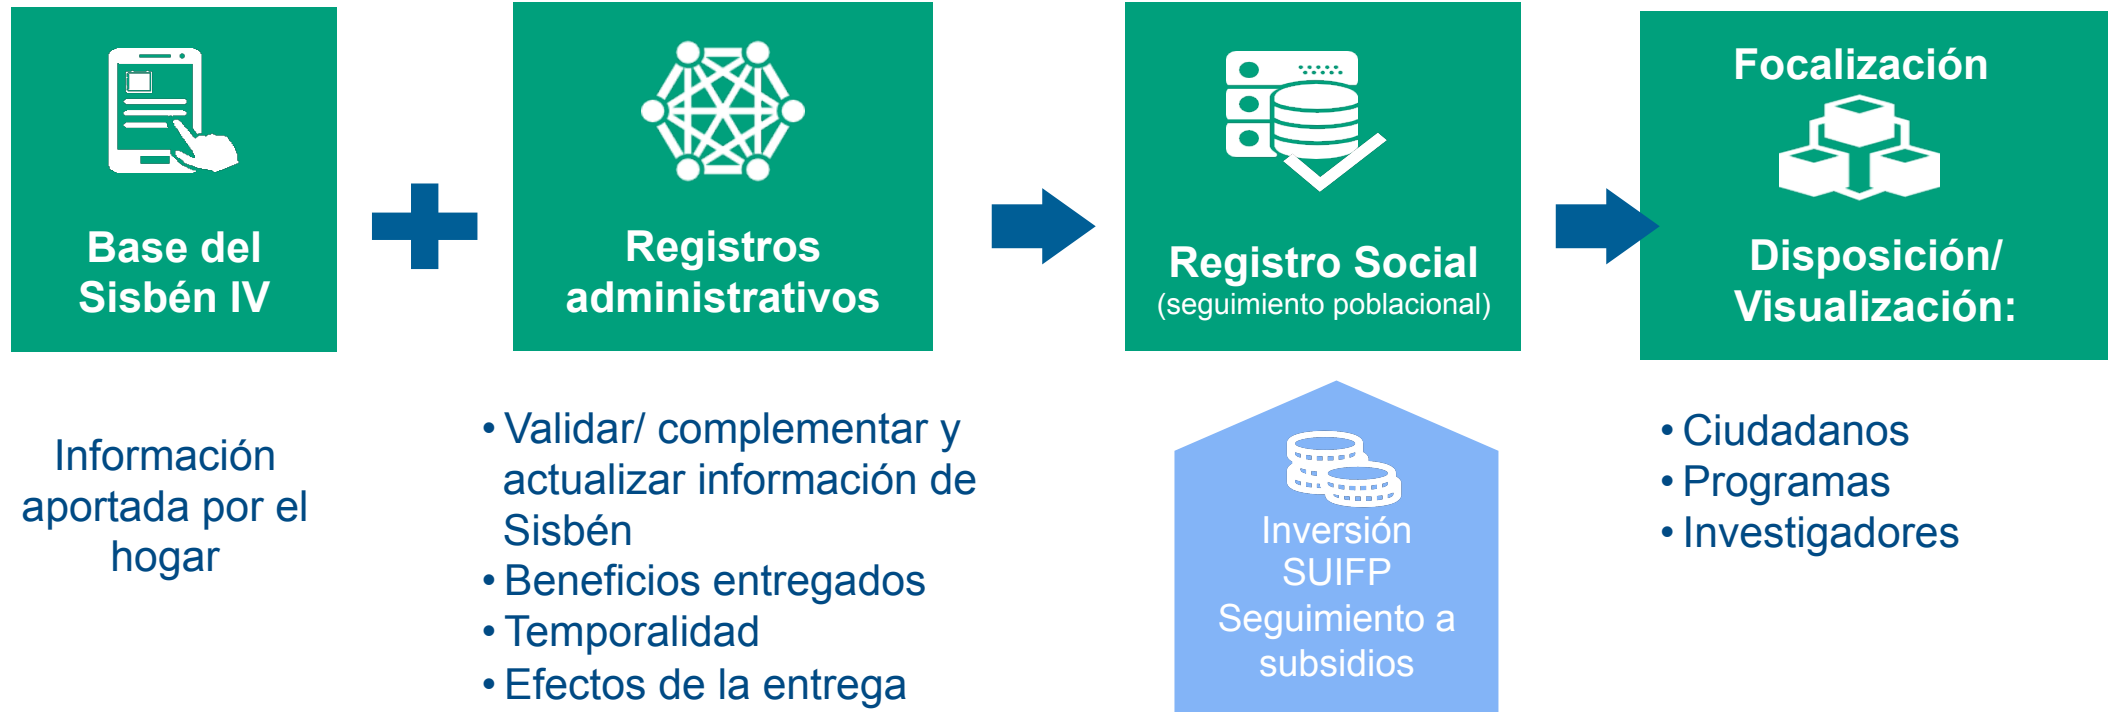 Base del
Sisbén IV
Información
aportada por el
hogar
Registros
administrativos
• Validar/ complementar y
actualizar información de
Sisbén
• Beneficios entregados
• Temporalidad
• Efectos de la entrega
Registro Social
(seguimiento poblacional)
Inversión
SUIFP
Seguimiento a
subsidios
Focalización
Disposición/
Visualización:
• Ciudadanos
• Programas
• Investigadores